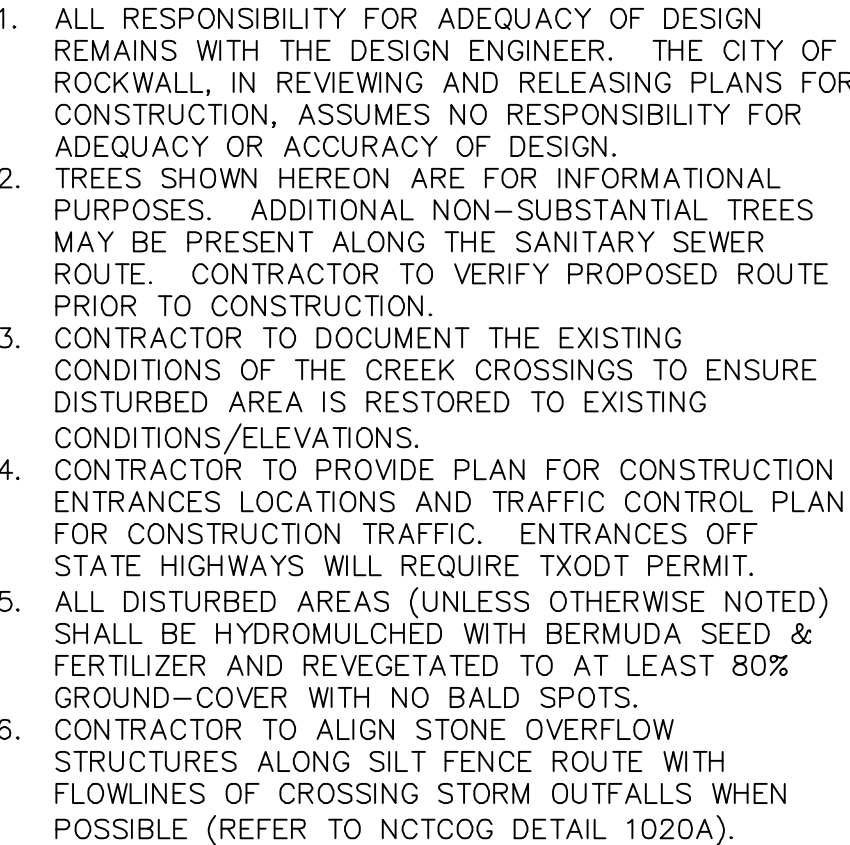 1. ALL RESPONSIBILITY FOR ADEQUACY OF DESIGN
REMAINS WITH THE DESIGN ENGINEER. THE CITY OF
ROCKWALL, IN REVIEWING AND RELEASING PLANS FOR
CONSTRUCTION, ASSUMES NO RESPONSIBILITY FOR
ADEQUACY OR ACCURACY OF DESIGN.
2. TREES SHOWN HEREON ARE FOR INFORMATIONAL
PURPOSES. ADDITIONAL NON-SUBSTANTIAL TREES
MAY BE PRESENT ALONG THE SANITARY SEWER
ROUTE. CONTRACTOR TO VERIFY PROPOSED ROUTE
PRIOR TO CONSTRUCTION.
3. CONTRACTOR TO DOCUMENT THE EXISTING
CONDITIONS OF THE CREEK CROSSINGS TO ENSURE
DISTURBED AREA IS RESTORED TO EXISTING
CONDITIONS/ELEVATIONS.
4. CONTRACTOR TO PROVIDE PLAN FOR CONSTRUCTION
ENTRANCES LOCATIONS AND TRAFFIC CONTROL PLAN
FOR CONSTRUCTION TRAFFIC. ENTRANCES OFF
STATE HIGHWAYS WILL REQUIRE TXODT PERMIT.
5. ALL DISTURBED AREAS (UNLESS OTHERWISE NOTED)
SHALL BE HYDROMULCHED WITH BERMUDA SEED &
FERTILIZER AND REVEGETATED TO AT LEAST 80%
GROUND-COVER WITH NO BALD SPOTS.
6. CONTRACTOR TO ALIGN STONE OVERFLOW
STRUCTURES ALONG SILT FENCE ROUTE WITH
FLOWLINES OF CROSSING STORM OUTFALLS WHEN
POSSIBLE (REFER TO NCTCOG DETAIL 1020A).